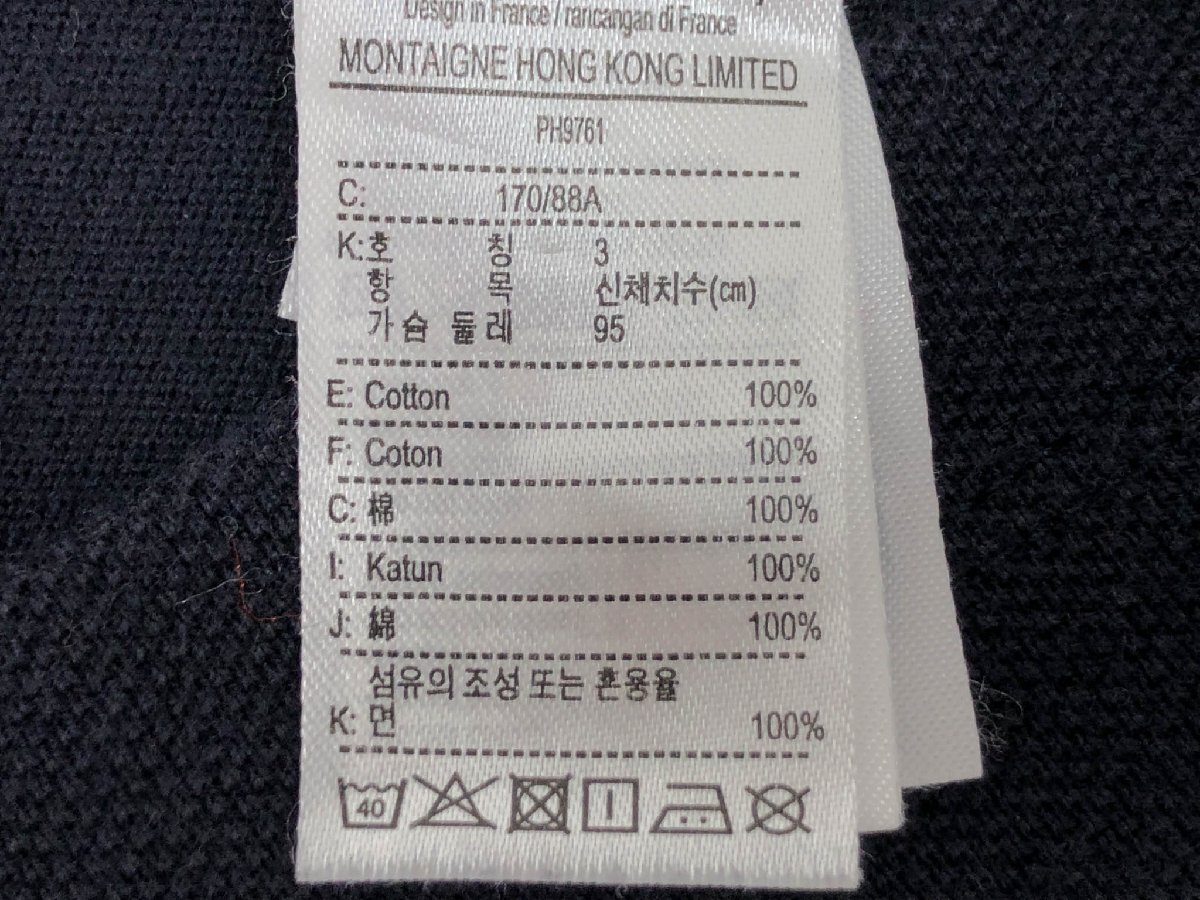 Design in France / rancangan di France
MONTAIGNE HONG KONG LIMITED
PH9761
C: 170/88A
K:호 칭 3
항 목 신체치수(㎝)
가 슴 둘 레 95
E: Cotton 100%
F: Coton 100%
C: 棉 100%
I: Katun 100%
J: 綿 100%
섬유의 조성 또는 혼용율
K: 면 100%
40